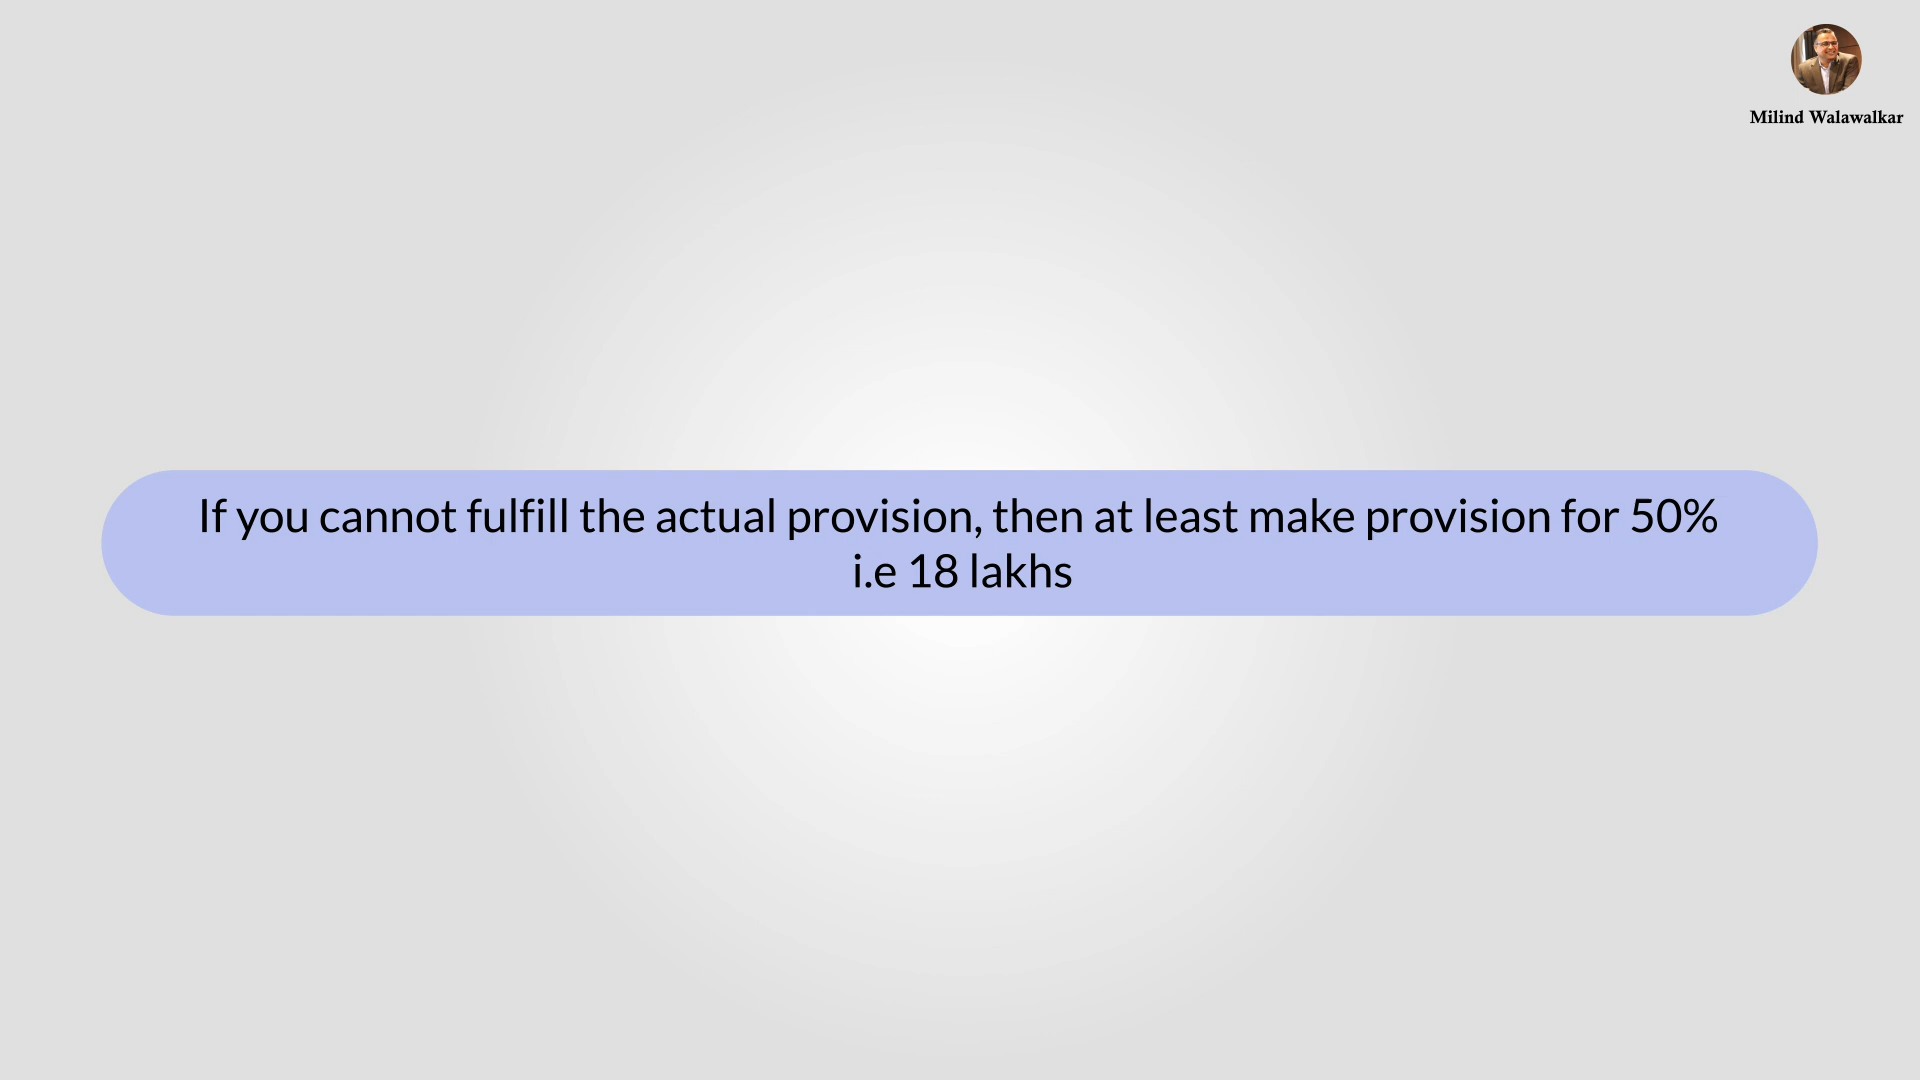 Milind Walawalkar
If you cannot fulfill the actual provision, then at least make provision for 50%
i.e 18 lakhs